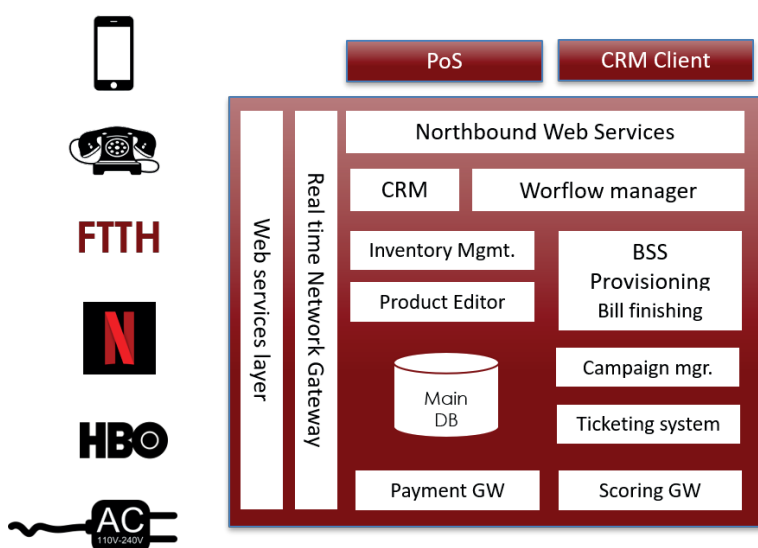 PoS
CRM Client
FTTH
N
HBO
AC
110V-240V
Web services layer
Real time Network Gateway
Northbound Web Services
CRM
Worflow manager
Inventory Mgmt.
BSS
Provisioning
Bill finishing
Product Editor
Main
DB
Campaign mgr.
Ticketing system
Payment GW
Scoring GW